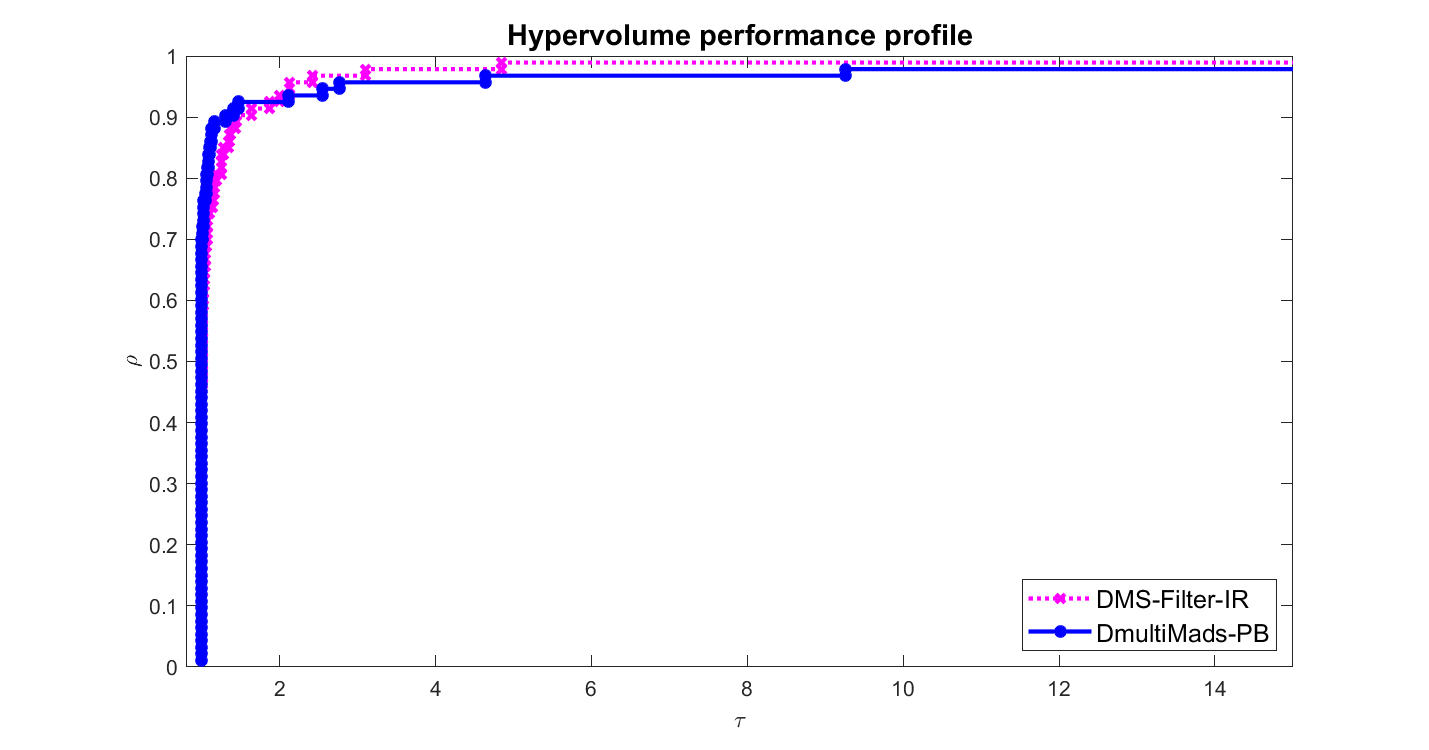 Hypervolume performance profile
1
0.9
0.8
0.7
0.6
0.5
0.4
0.3
0.2
0.1
0
ρ
2 4 6 8 10 12 14
τ
DMS-Filter-IR
DmultiMads-PB